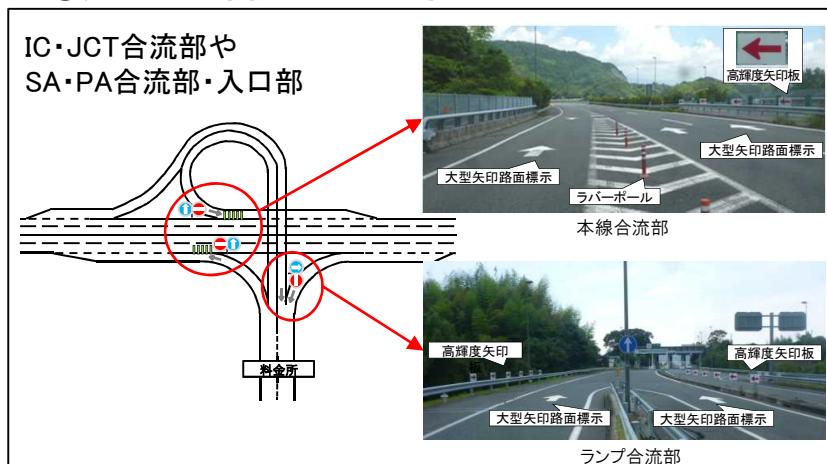 IC・JCT合流部や
SA・PA合流部・入口部
高輝度矢印板
大型矢印路面標示
大型矢印路面標示
ラバーポール
本線合流部
料金所
高輝度矢印
板
高輝度矢印板
大型矢印路面標示
大型矢印路面標示
ランプ合流部